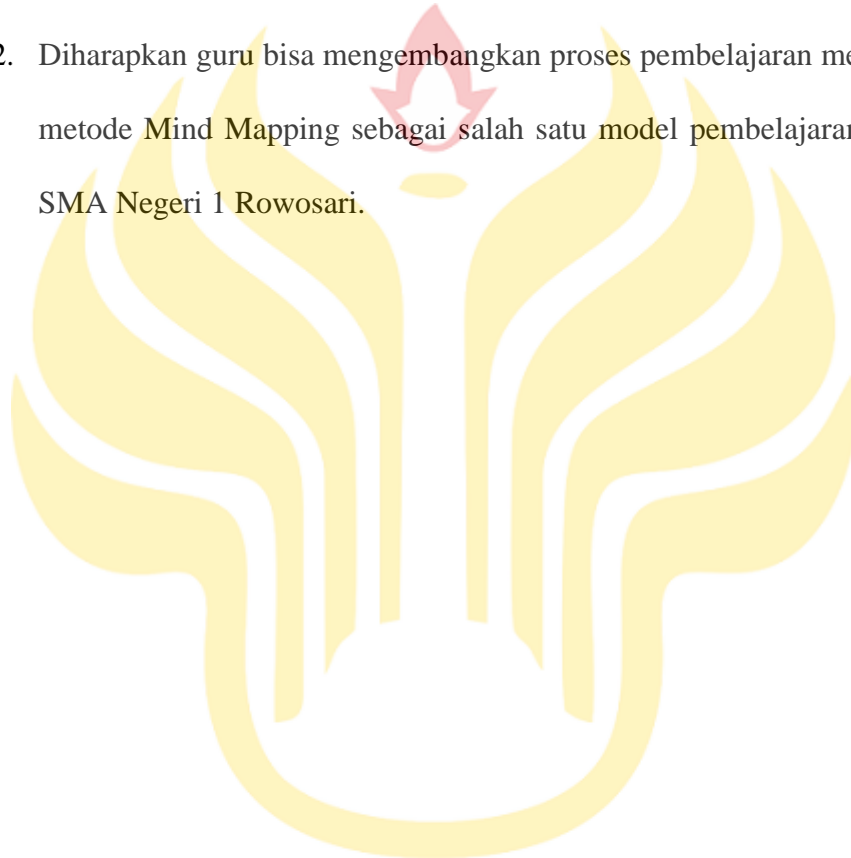 2. Diharapkan guru bisa mengembangkan proses pembelajaran me
metode Mind Mapping sebagai salah satu model pembelajaran
SMA Negeri 1 Rowosari.